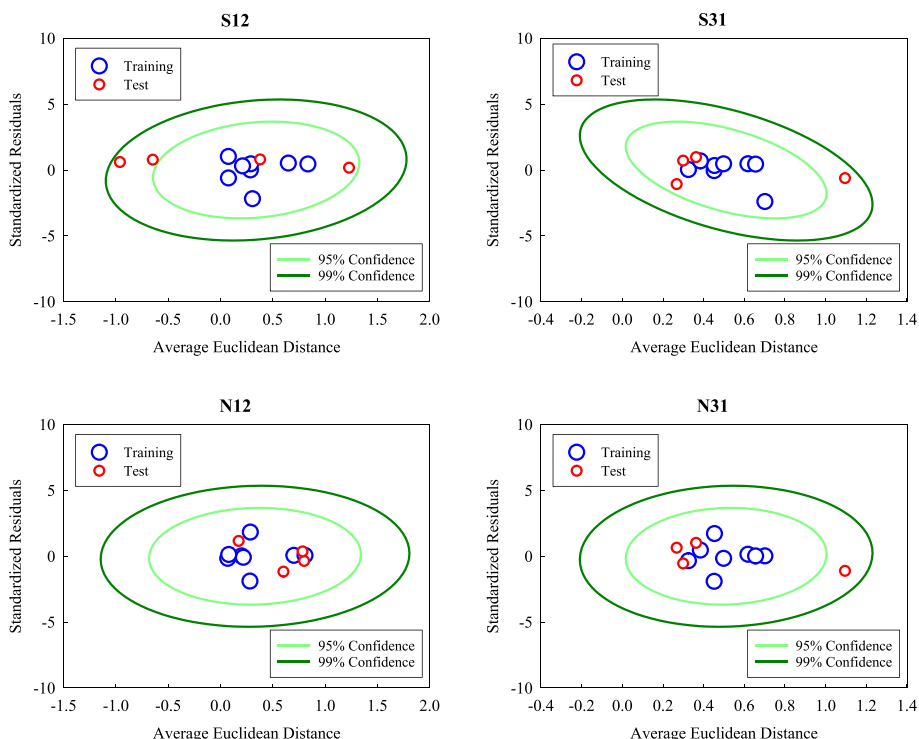 S12
10
5
0
-5
-10
Standardized Residuals
Training
Test
95% Confidence
99% Confidence
-1.5 -1.0 -0.5 0.0 0.5 1.0 1.5 2.0
Average Euclidean Distance
S31
10
5
0
-5
-10
Standardized Residuals
Training
Test
95% Confidence
99% Confidence
-0.4 -0.2 0.0 0.2 0.4 0.6 0.8 1.0 1.2 1.4
Average Euclidean Distance
N12
10
5
0
-5
-10
Standardized Residuals
Training
Test
95% Confidence
99% Confidence
-1.5 -1.0 -0.5 0.0 0.5 1.0 1.5 2.0
Average Euclidean Distance
N31
10
5
0
-5
-10
Standardized Residuals
Training
Test
95% Confidence
99% Confidence
-0.4 -0.2 0.0 0.2 0.4 0.6 0.8 1.0 1.2 1.4
Average Euclidean Distance